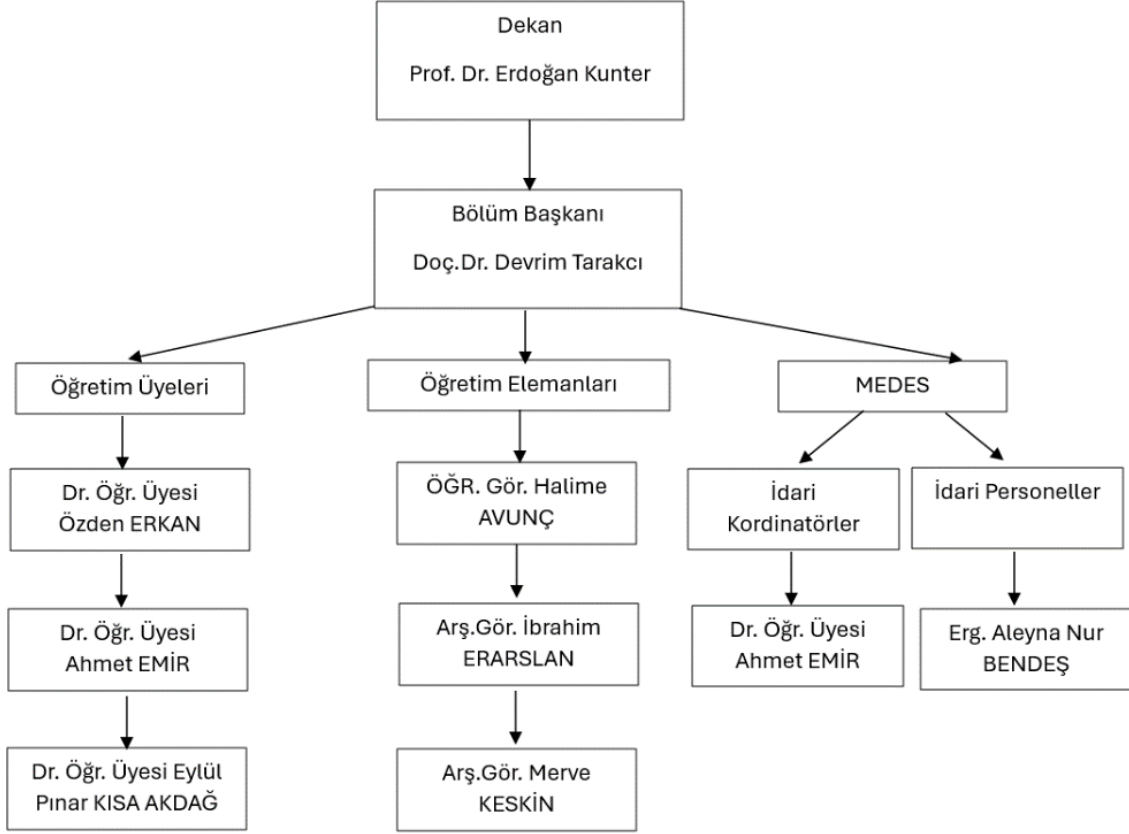 Dekan
Prof. Dr. Erdoğan Kunter
Bölüm Başkanı
Doç.Dr. Devrim Tarakcı
Öğretim Üyeleri
Öğretim Elemanları
MEDES
Dr. Öğr. Üyesi
Özden ERKAN
ÖĞR. Gör. Halime
AVUNÇ
İdari
Kordinatörler
İdari Personeller
Dr. Öğr. Üyesi
Ahmet EMİR
Arş.Gör. İbrahim
ERARSLAN
Dr. Öğr. Üyesi
Ahmet EMİR
Erg. Aleyna Nur
BENDEŞ
Dr. Öğr. Üyesi Eylül
Pınar KISA AKDAĞ
Arş.Gör. Merve
KESKİN